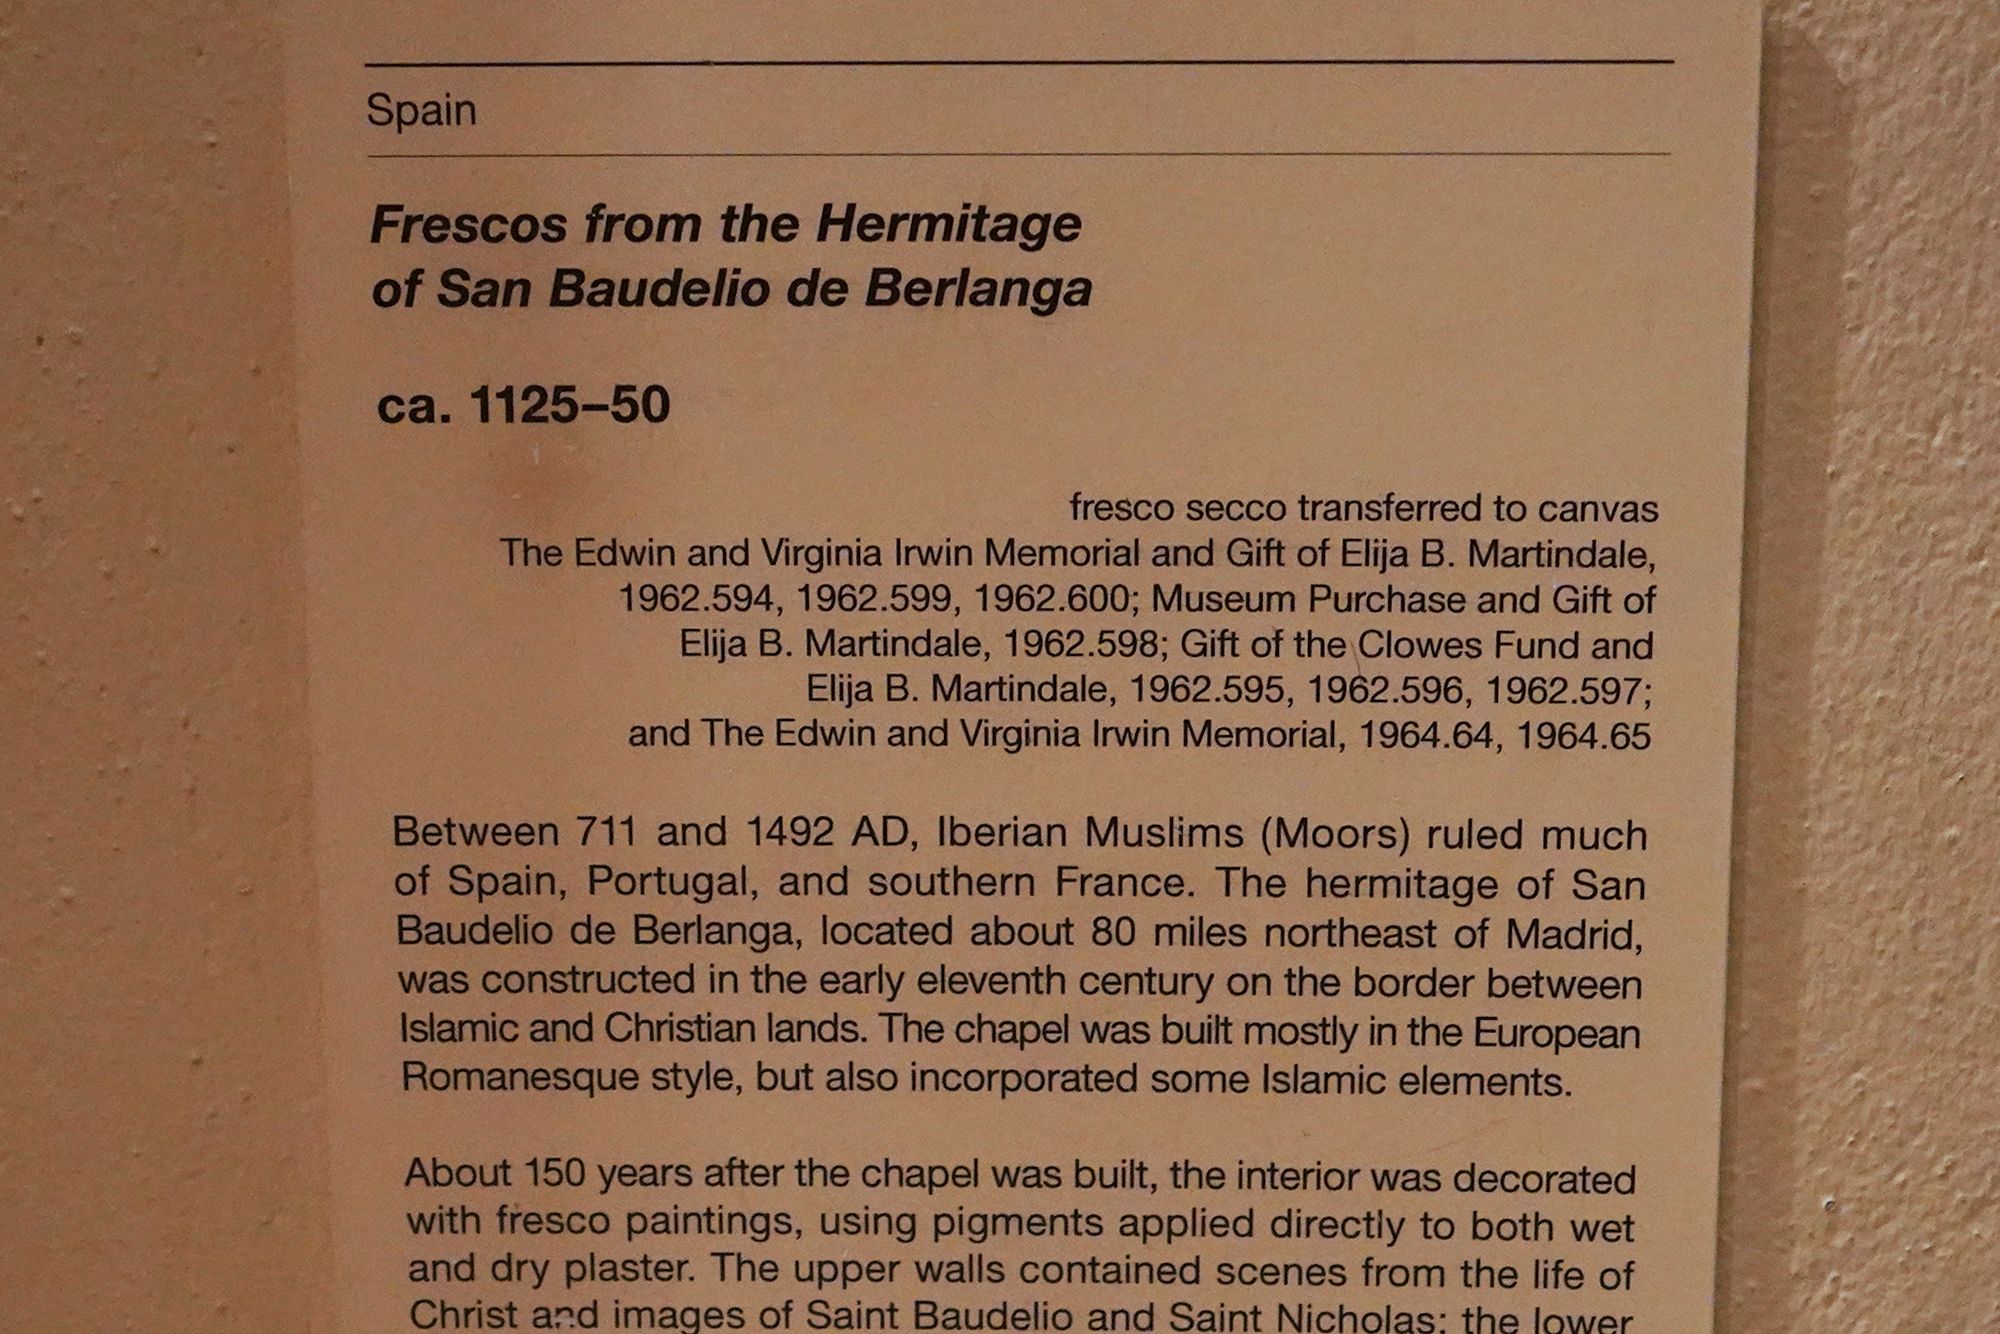 Spain
Frescos from the Hermitage
of San Baudelio de Berlanga
ca. 1125–50
fresco secco transferred to canvas
The Edwin and Virginia Irwin Memorial and Gift of Elija B. Martindale,
1962.594, 1962.599, 1962.600; Museum Purchase and Gift of
Elija B. Martindale, 1962.598; Gift of the Clowes Fund and
Elija B. Martindale, 1962.595, 1962.596, 1962.597;
and The Edwin and Virginia Irwin Memorial, 1964.64, 1964.65
Between 711 and 1492 AD, Iberian Muslims (Moors) ruled much
of Spain, Portugal, and southern France. The hermitage of San
Baudelio de Berlanga, located about 80 miles northeast of Madrid,
was constructed in the early eleventh century on the border between
Islamic and Christian lands. The chapel was built mostly in the European
Romanesque style, but also incorporated some Islamic elements.
About 150 years after the chapel was built, the interior was decorated
with fresco paintings, using pigments applied directly to both wet
and dry plaster. The upper walls contained scenes from the life of
Christ and images of Saint Baudelio and Saint Nicholas; the lower